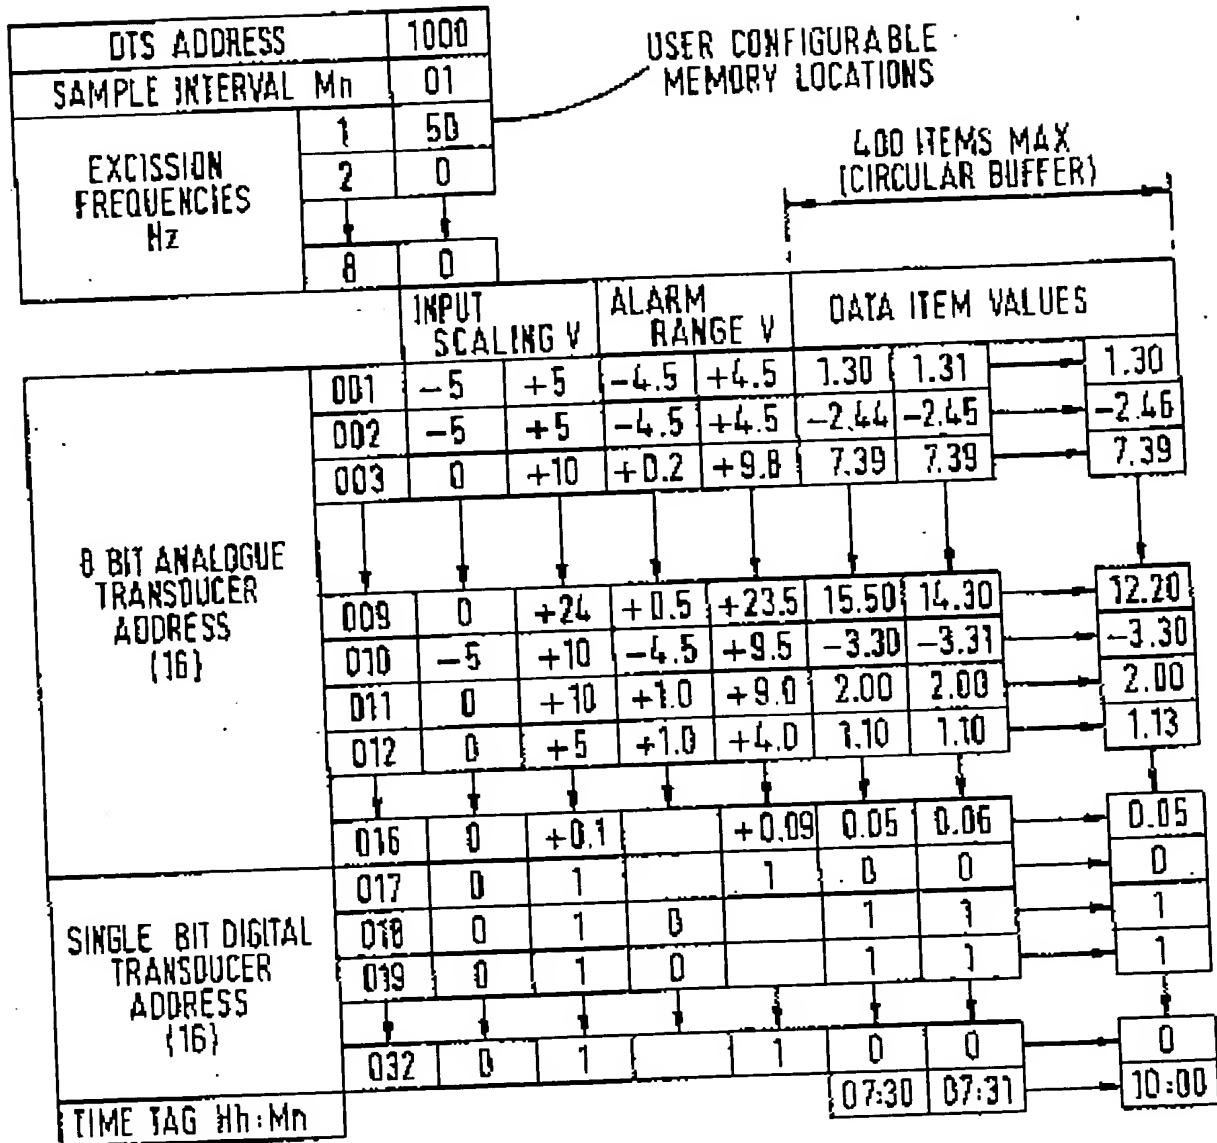 DTS ADDRESS 1000
SAMPLE INTERVAL Mn 01
EXCISSION
FREQUENCIES
Hz
1 50
2 0
8 0
USER CONFIGURABLE
MEMORY LOCATIONS
400 ITEMS MAX
(CIRCULAR BUFFER)
INPUT
SCALING V
ALARM
RANGE V
DATA ITEM VALUES
8 BIT ANALOGUE
TRANSDUCER
ADDRESS
(16)
001 -5 +5 -4.5 +4.5 1.30 1.31 1.30
002 -5 +5 -4.5 +4.5 -2.44 -2.45 -2.46
003 0 +10 +0.2 +9.8 7.39 7.39 7.39
009 0 +24 +0.5 +23.5 15.50 14.30 12.20
010 -5 +10 -4.5 +9.5 -3.30 -3.31 -3.30
011 0 +10 +1.0 +9.0 2.00 2.00 2.00
012 0 +5 +1.0 +4.0 1.10 1.10 1.13
016 0 +0.1 +0.09 0.05 0.06 0.05
SINGLE BIT DIGITAL
TRANSDUCER
ADDRESS
(16)
017 0 1 1 0 0 0
018 0 1 0 1 1 1
019 0 1 0 1 1 1
032 0 1 1 0 0 0
TIME TAG Hh:Mn 07:30 07:31 10:00